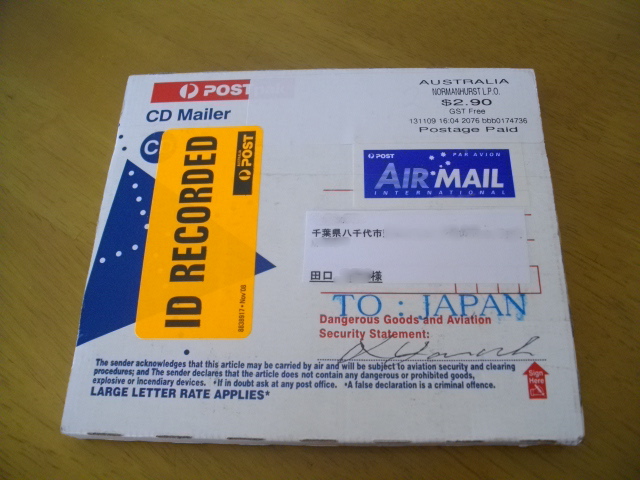 POST
CD Mailer
C
AUSTRALIA
NORMANHURST L.P.O.
$2.90
GST Free
131109 16:04 2076 bbb0174736
Postage Paid
ID RECORDED
AUSTRALIA POST
6838917 • Nov'08
POST PAR AVION
AIR MAIL
INTERNATIONAL
千葉県八千代市
田口 様
TO : JAPAN
Dangerous Goods and Aviation
Security Statement:
Sign
Here
The sender acknowledges that this article may be carried by air and will be subject to aviation security and clearing
procedures; and The sender declares that the article does not contain any dangerous or prohibited goods,
explosive or incendiary devices. •If in doubt ask at any post office. •A false declaration is a criminal offence.
LARGE LETTER RATE APPLIES*